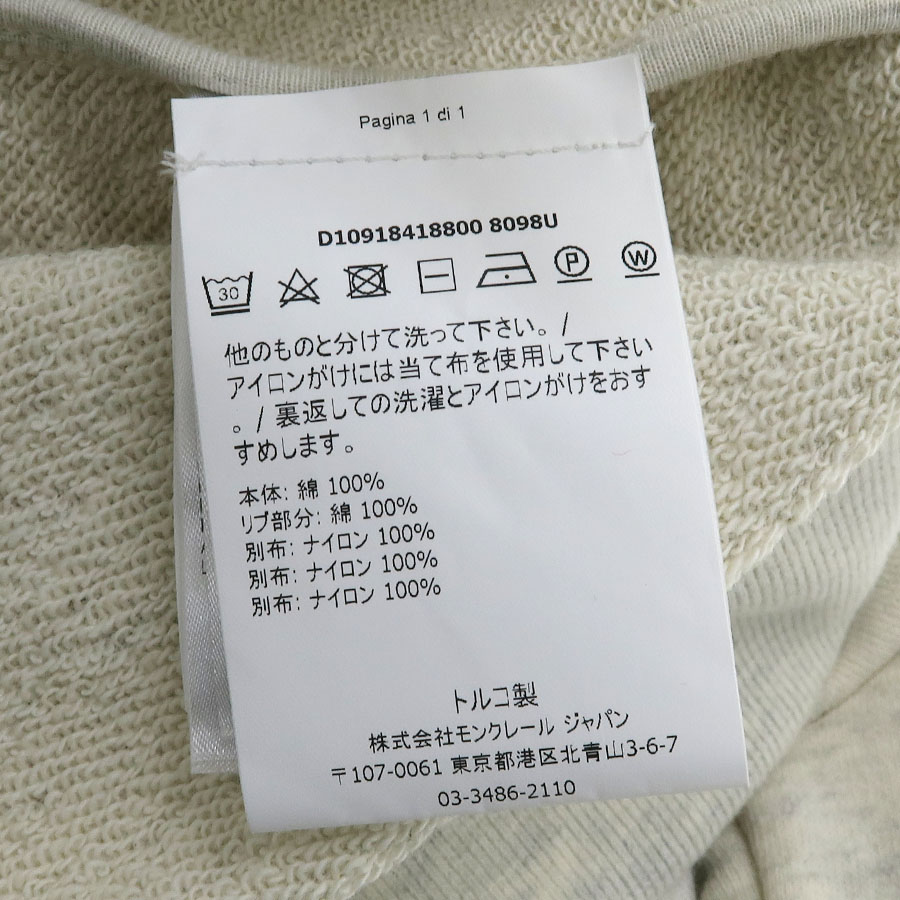 Pagina 1 di 1
D10918418800 8098U
30 P W
他のものと分けて洗って下さい。/
アイロンがけには当て布を使用して下さい
。/ 裏返しての洗濯とアイロンがけをおす
すめします。
本体: 綿 100%
リブ部分: 綿 100%
別布: ナイロン 100%
別布: ナイロン 100%
別布: ナイロン 100%
トルコ製
株式会社モンクレール ジャパン
〒107-0061 東京都港区北青山3-6-7
03-3486-2110